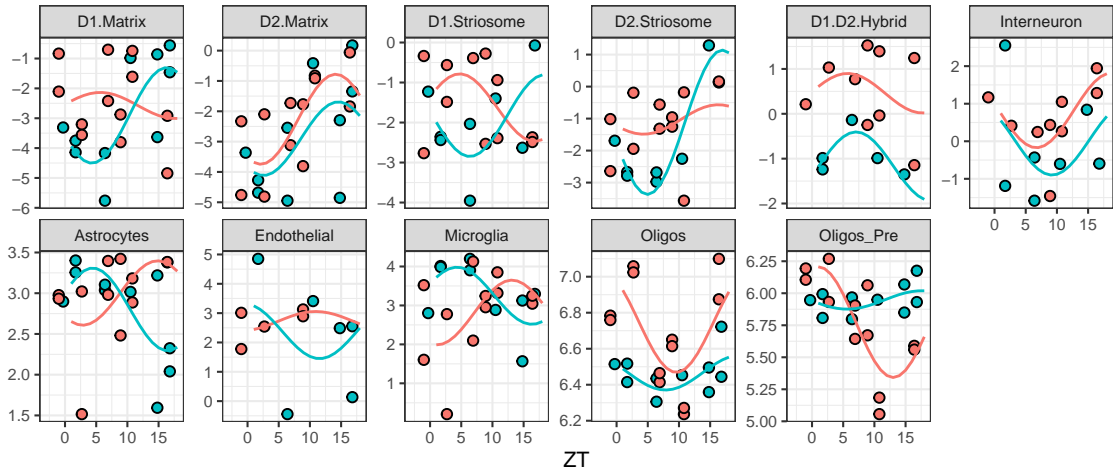 D1.Matrix D2.Matrix D1.Striosome D2.Striosome D1.D2.Hybrid Interneuron
−1 −2 −3 −4 −5 −6
0 −1 −2 −3 −4 −5
0 −1 −2 −3 −4
1 0 −1 −2 −3
1 0 −1 −2
2 1 0 −1
Astrocytes Endothelial Microglia Oligos Oligos_Pre
3.5 3.0 2.5 2.0 1.5
5 4 3 2 1 0
4 3 2 1
7.0 6.8 6.6 6.4 6.2
6.25 6.00 5.75 5.50 5.25 5.00
0 5 10 15 0 5 10 15 0 5 10 15 0 5 10 15 0 5 10 15 0 5 10 15
ZT